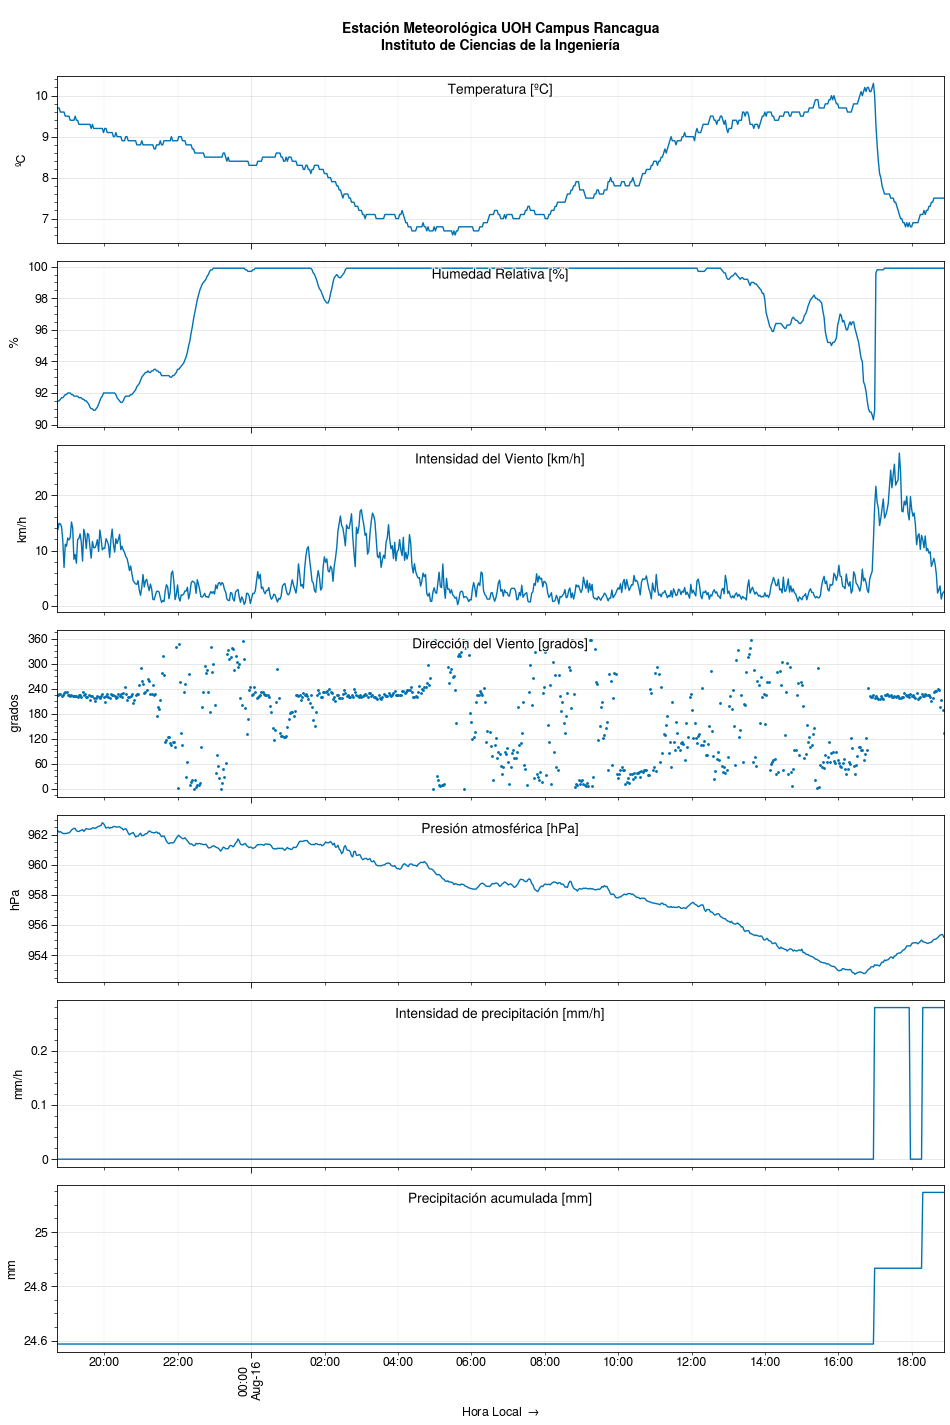 Estación Meteorológica UOH Campus Rancagua
Instituto de Ciencias de la Ingeniería
Temperatura [ºC]
10
9
8
7
ºC
Humedad Relativa [%]
100
98
96
94
92
90
%
Intensidad del Viento [km/h]
20
10
0
km/h
Dirección del Viento [grados]
360
300
240
180
120
60
0
grados
Presión atmosférica [hPa]
962
960
958
956
954
hPa
Intensidad de precipitación [mm/h]
0.2
0.1
0
mm/h
Precipitación acumulada [mm]
25
24.8
24.6
mm
20:00
22:00
00:00
Aug-16
02:00
04:00
06:00
08:00
10:00
12:00
14:00
16:00
18:00
Hora Local →